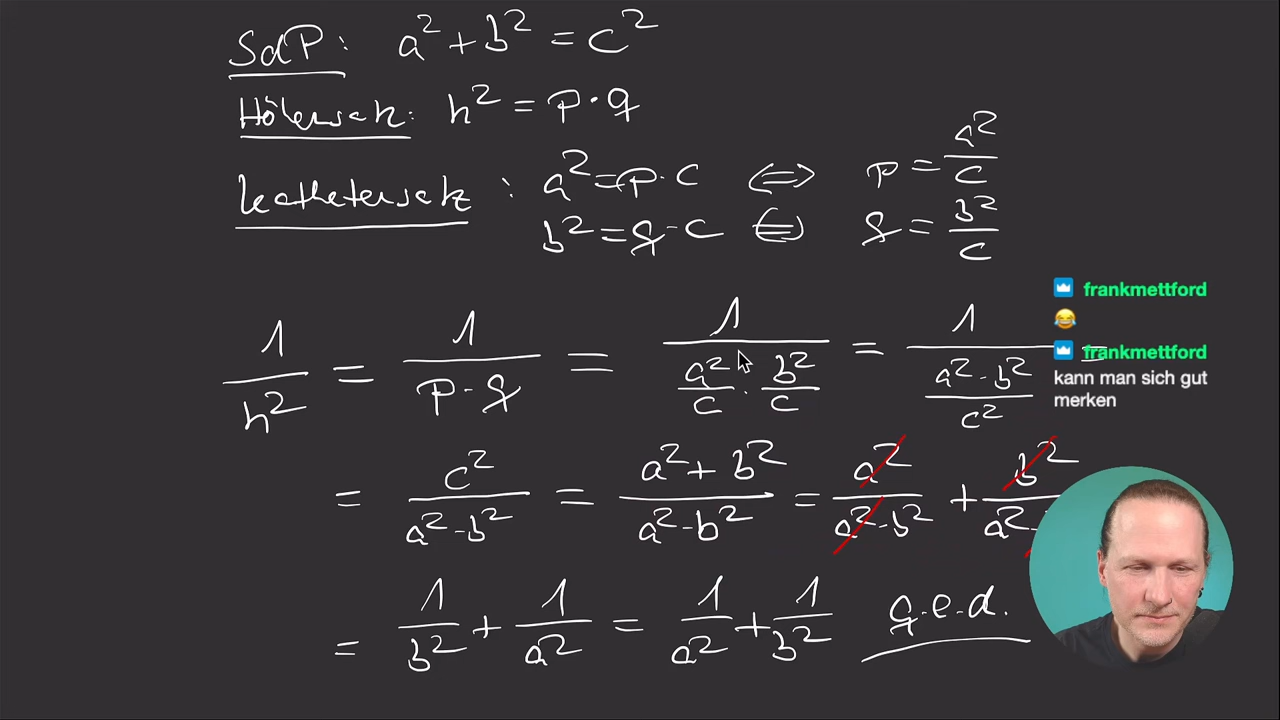 SdP: a² + b² = c²
Höhensatz: h² = p · q
Kathetensatz: a² = p · c ⇔ p = a²/c
b² = q · c ⇔ q = b²/c
frankmettford
😂
1/h² = 1/(p · q) = 1/(a²/c · b²/c) = 1/((a² · b²)/c²) =
frankmettford
kann man sich gut
merken
= c²/(a² · b²) = (a² + b²)/(a² · b²) = a²/(a² · b²) + b²/(a² ·
= 1/b² + 1/a² = 1/a² + 1/b² q.e.d.